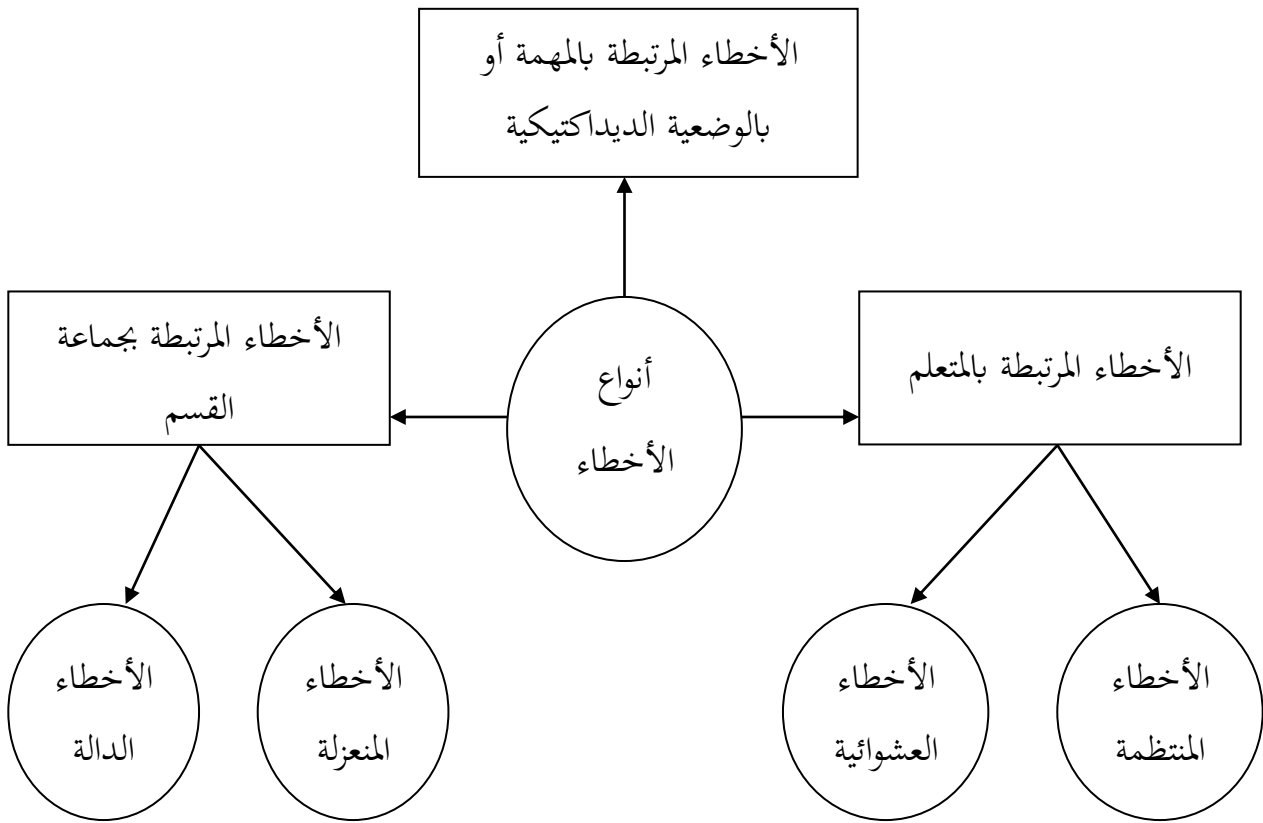 الأخطاء المرتبطة بالمهمة أو
بالوضعية الديداكتيكية
الأخطاء المرتبطة بالمتعلم
أنواع
الأخطاء
الأخطاء المرتبطة بجماعة
القسم
الأخطاء
المنتظمة
الأخطاء
العشوائية
الأخطاء
المنعزلة
الأخطاء
الدالة